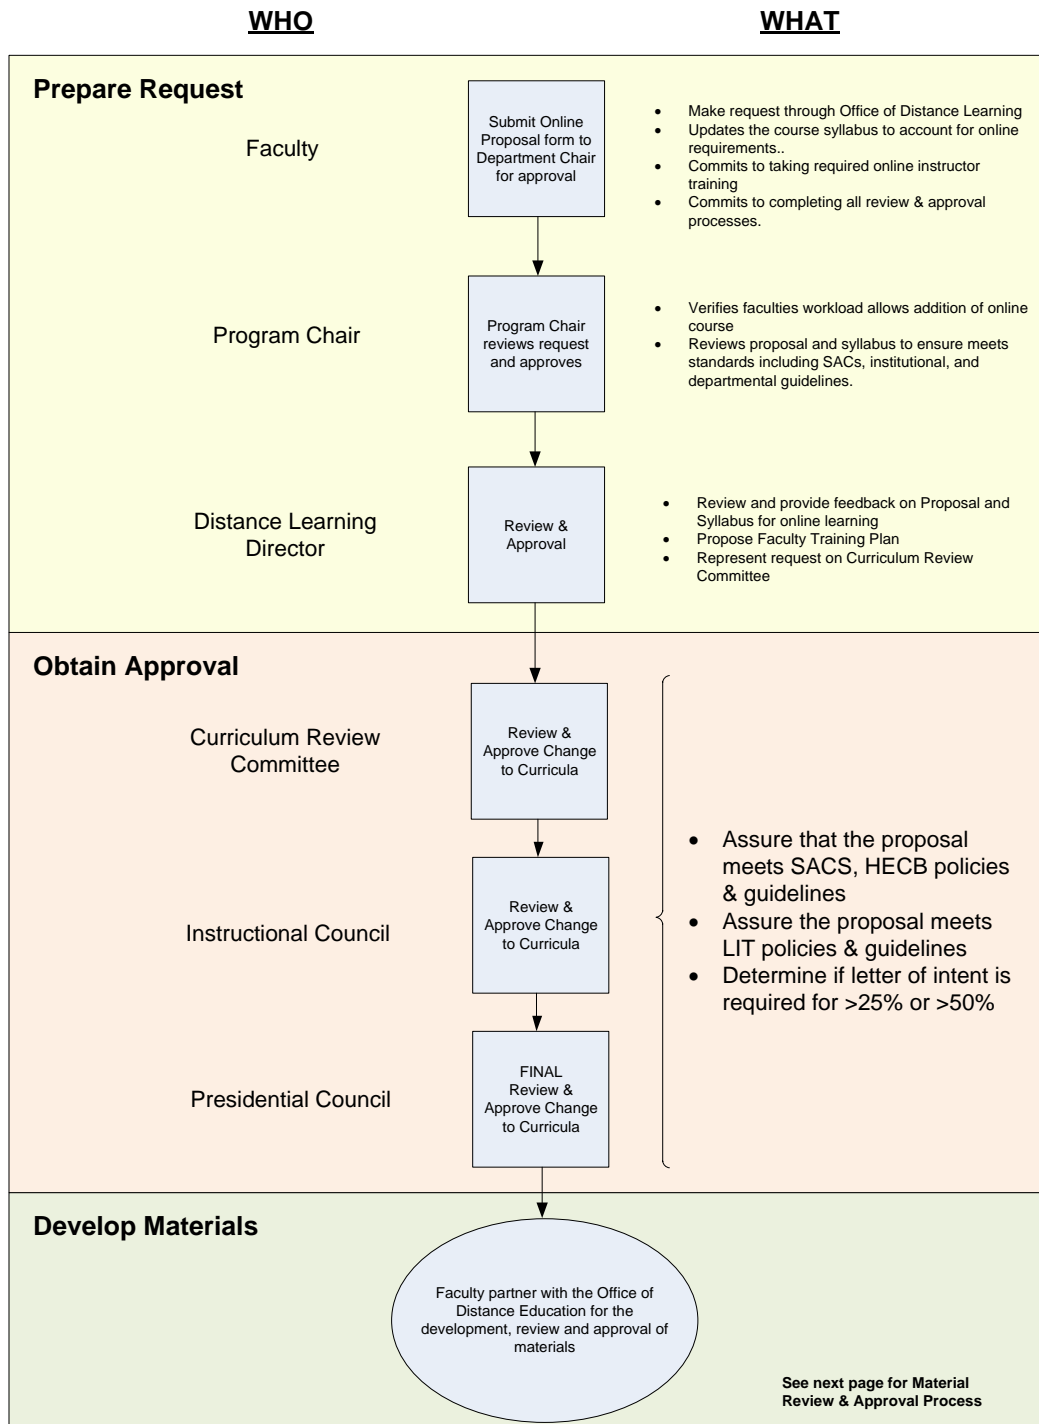 WHO
WHAT
Prepare Request
Faculty
Submit Online
Proposal form to
Department Chair
for approval
• Make request through Office of Distance Learning
• Updates the course syllabus to account for online
requirements..
• Commits to taking required online instructor
training
• Commits to completing all review & approval
processes.
Program Chair
Program Chair
reviews request
and approves
• Verifies faculties workload allows addition of online
course
• Reviews proposal and syllabus to ensure meets
standards including SACs, institutional, and
departmental guidelines.
Distance Learning
Director
Review &
Approval
• Review and provide feedback on Proposal and
Syllabus for online learning
• Propose Faculty Training Plan
• Represent request on Curriculum Review
Committee
Obtain Approval
Curriculum Review
Committee
Review &
Approve Change
to Curricula
Instructional Council
Review &
Approve Change
to Curricula
Presidential Council
FINAL
Review &
Approve Change
to Curricula
• Assure that the proposal
meets SACS, HECB policies
& guidelines
• Assure the proposal meets
LIT policies & guidelines
• Determine if letter of intent is
required for >25% or >50%
Develop Materials
Faculty partner with the Office of
Distance Education for the
development, review and approval of
materials
See next page for Material
Review & Approval Process